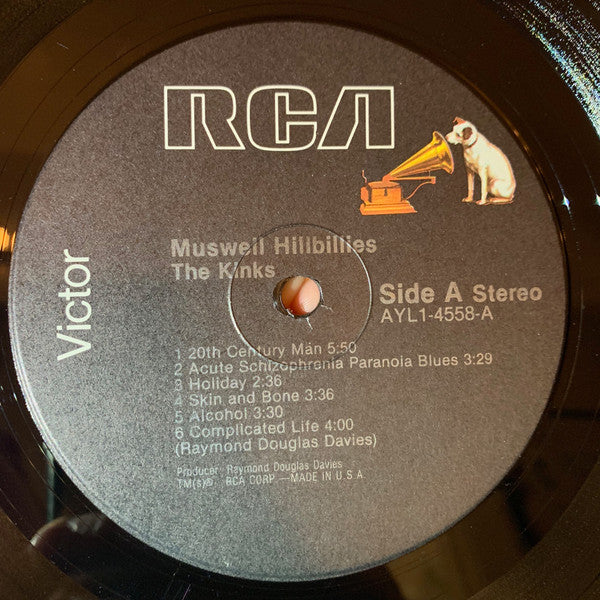 RCA
Victor
Muswell Hillbillies
The Kinks
Side A Stereo
AYL1-4558-A
1 20th Century Man 5:50
2 Acute Schizophrenia Paranoia Blues 3:29
3 Holiday 2:36
4 Skin and Bone 3:36
5 Alcohol 3:30
6 Complicated Life 4:00
(Raymond Douglas Davies)
Producer Raymond Douglas Davies
TM(s)® RCA CORP.—MADE IN U.S.A